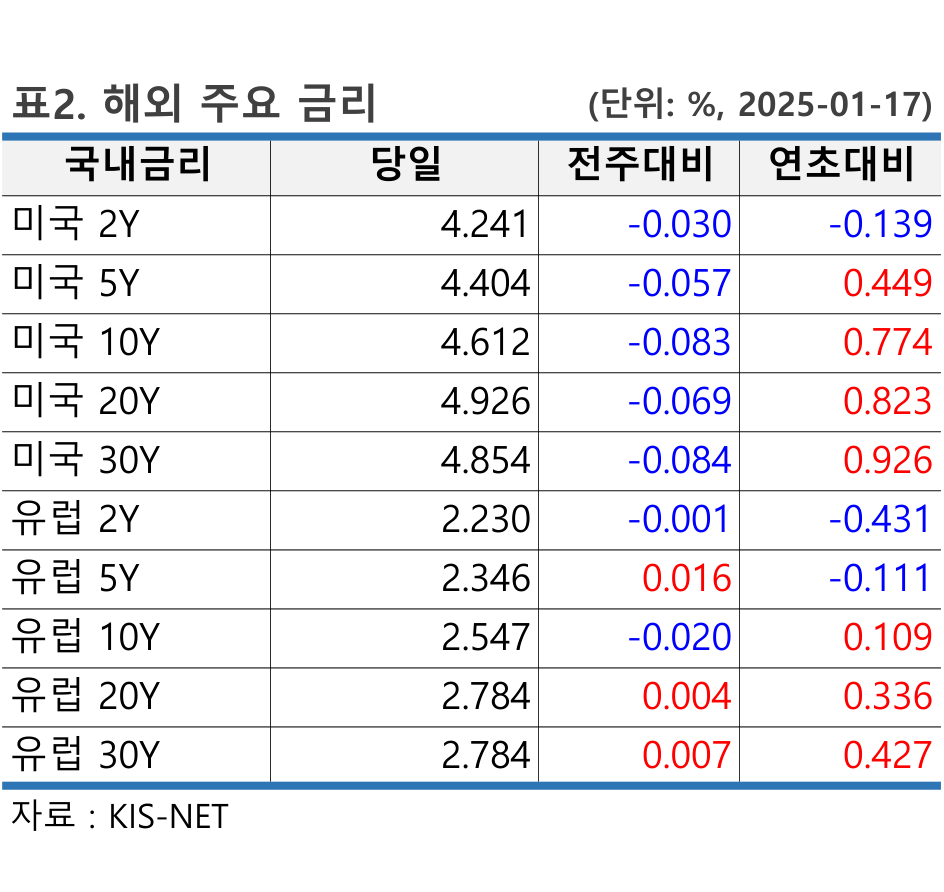 표2. 해외 주요 금리 (단위: %, 2025-01-17)
국내금리 당일 전주대비 연초대비
미국 2Y 4.241 -0.030 -0.139
미국 5Y 4.404 -0.057 0.449
미국 10Y 4.612 -0.083 0.774
미국 20Y 4.926 -0.069 0.823
미국 30Y 4.854 -0.084 0.926
유럽 2Y 2.230 -0.001 -0.431
유럽 5Y 2.346 0.016 -0.111
유럽 10Y 2.547 -0.020 0.109
유럽 20Y 2.784 0.004 0.336
유럽 30Y 2.784 0.007 0.427
자료 : KIS-NET